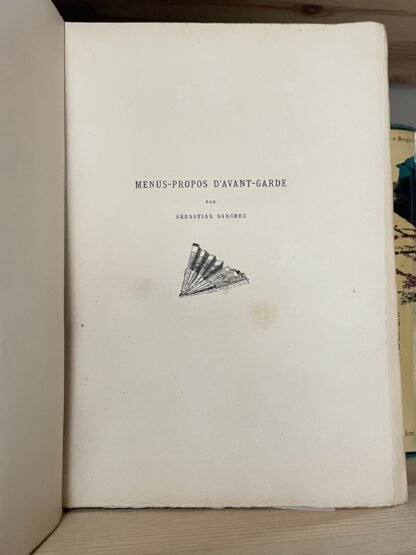 MENUS-PROPOS D'AVANT-GARDE
PAR
SÉBASTIAN SANCHEZ